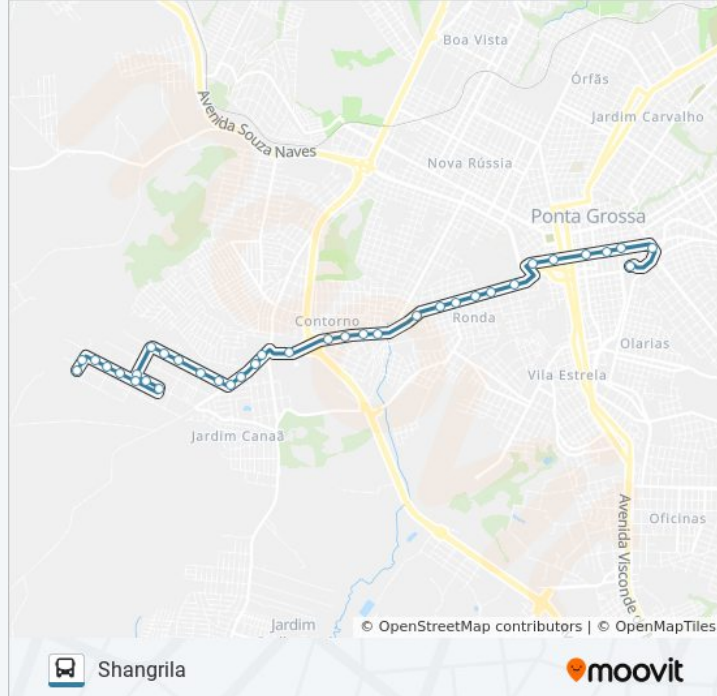 Boa Vista
Órfãs
Avenida Souza Naves
Jardim Carvalho
Nova Rússia
Ponta Grossa
Contorno
Ronda
Olarias
Vila Estrela
Jardim Canaã
Oficinas
Avenida Visconde
Jardim
© OpenStreetMap contributors | © OpenMapTiles
Shangrila
moovit